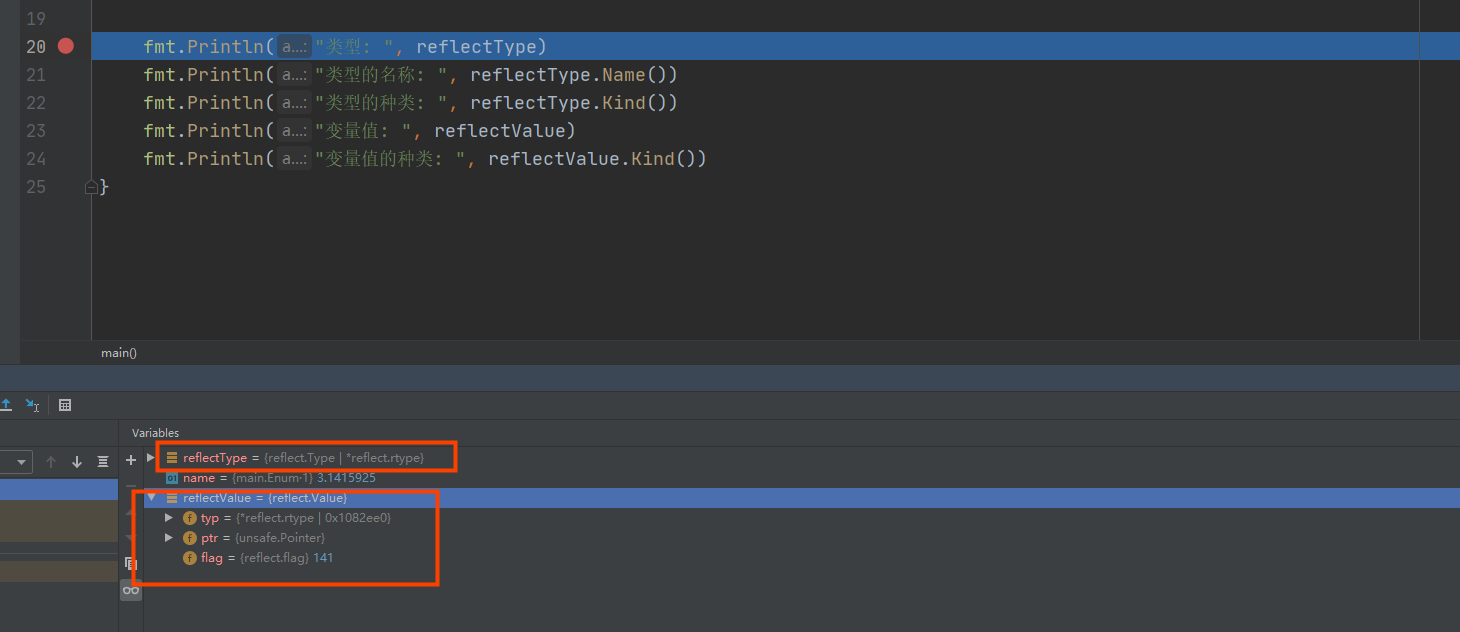 19
20 fmt.Println( a...: "类型: ", reflectType)
21 fmt.Println( a...: "类型的名称: ", reflectType.Name())
22 fmt.Println( a...: "类型的种类: ", reflectType.Kind())
23 fmt.Println( a...: "变量值: ", reflectValue)
24 fmt.Println( a...: "变量值的种类: ", reflectValue.Kind())
25 }
main()
Variables
reflectType = {reflect.Type | *reflect.rtype}
01 name = {main.Enum·1} 3.1415925
reflectValue = {reflect.Value}
f typ = {*reflect.rtype | 0x1082ee0}
f ptr = {unsafe.Pointer}
f flag = {reflect.flag} 141